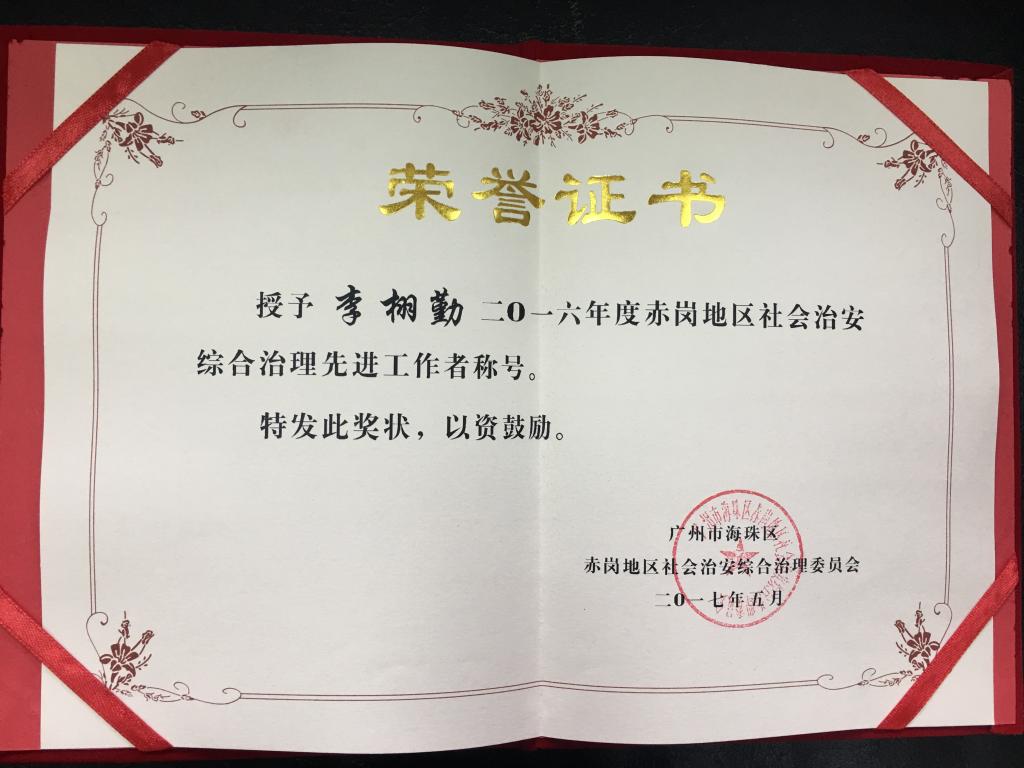 荣誉证书
授予 李栩勤 二0一六年度赤岗地区社会治安
综合治理先进工作者称号。
特发此奖状，以资鼓励。
广州市海珠区
赤岗地区社会治安综合治理委员会
二0一七年五月